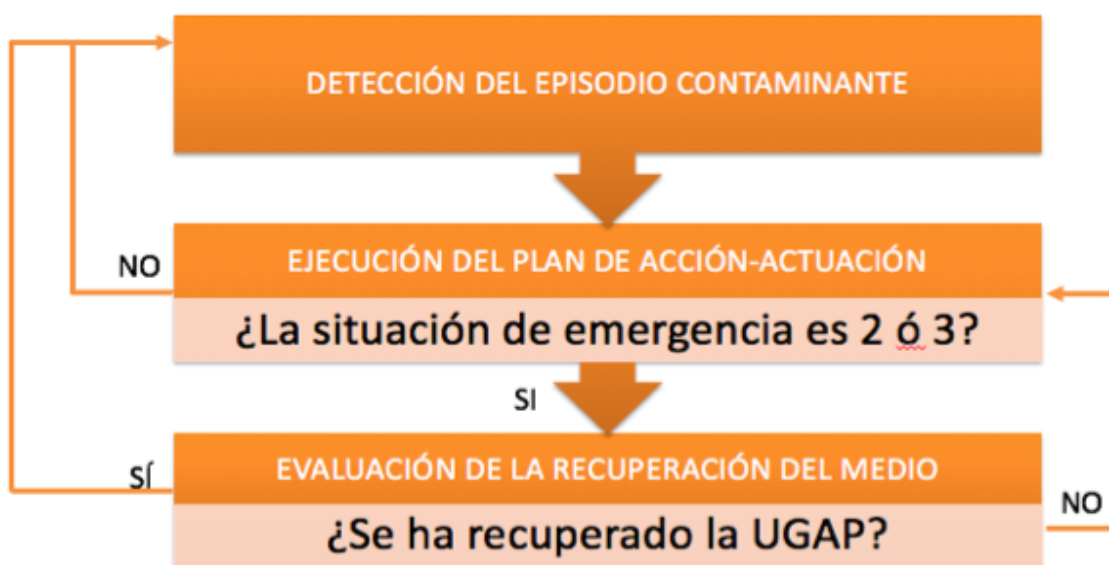 DETECCIÓN DEL EPISODIO CONTAMINANTE
NO
EJECUCIÓN DEL PLAN DE ACCIÓN-ACTUACIÓN
¿La situación de emergencia es 2 ó 3?
SI
SÍ
EVALUACIÓN DE LA RECUPERACIÓN DEL MEDIO
NO
¿Se ha recuperado la UGAP?